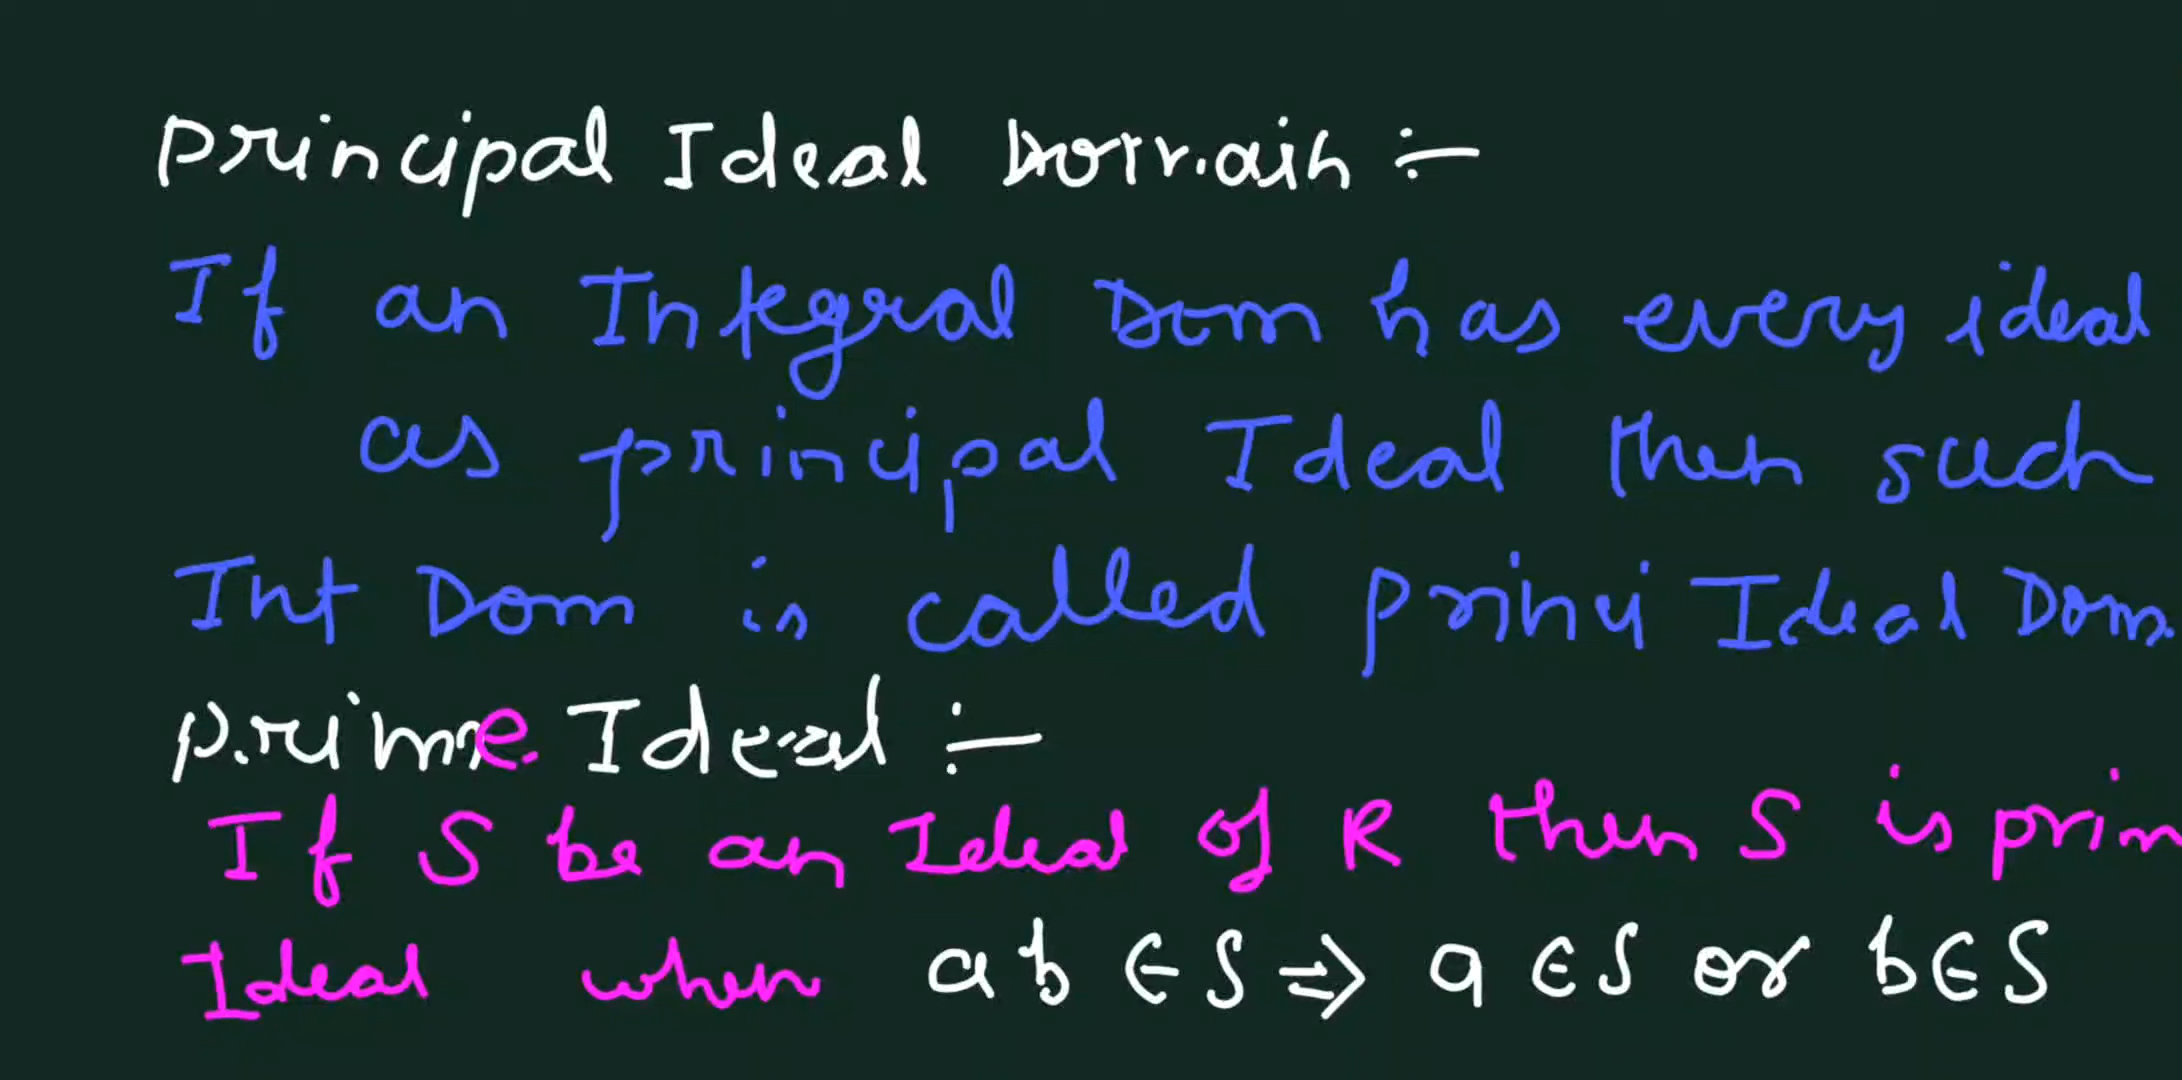 Principal Ideal Domain :-
If an Integral Dom has every ideal
as principal Ideal then such
Int Dom is called princi Ideal Dom.
prime Ideal :-
If S be an Ideal of R then S is prim
Ideal when ab ∈ S ⇒ a ∈ S or b ∈ S